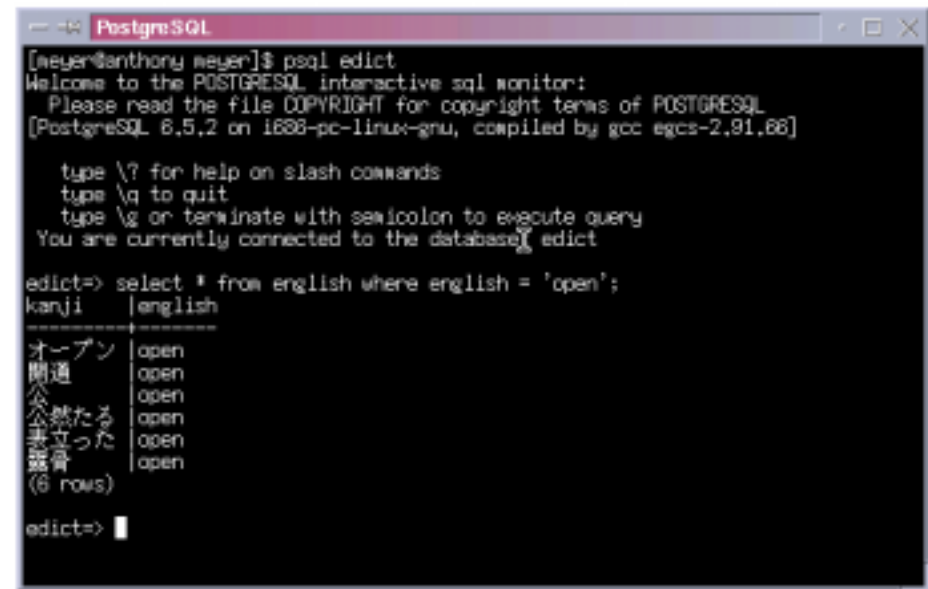 PostgreSQL
[meyer@anthony meyer]$ psql edict
Welcome to the POSTGRESQL interactive sql monitor:
  Please read the file COPYRIGHT for copyright terms of POSTGRESQL
[PostgreSQL 6.5.2 on i686-pc-linux-gnu, compiled by gcc egcs-2.91.66]
   type \? for help on slash commands
   type \q to quit
   type \g or terminate with semicolon to execute query
 You are currently connected to the database: edict
edict=> select * from english where english = 'open';
kanji     |english
----------+-------
オープン |open
開通 |open
公 |open
公然たる |open
表立った |open
露骨 |open
(6 rows)
edict=>